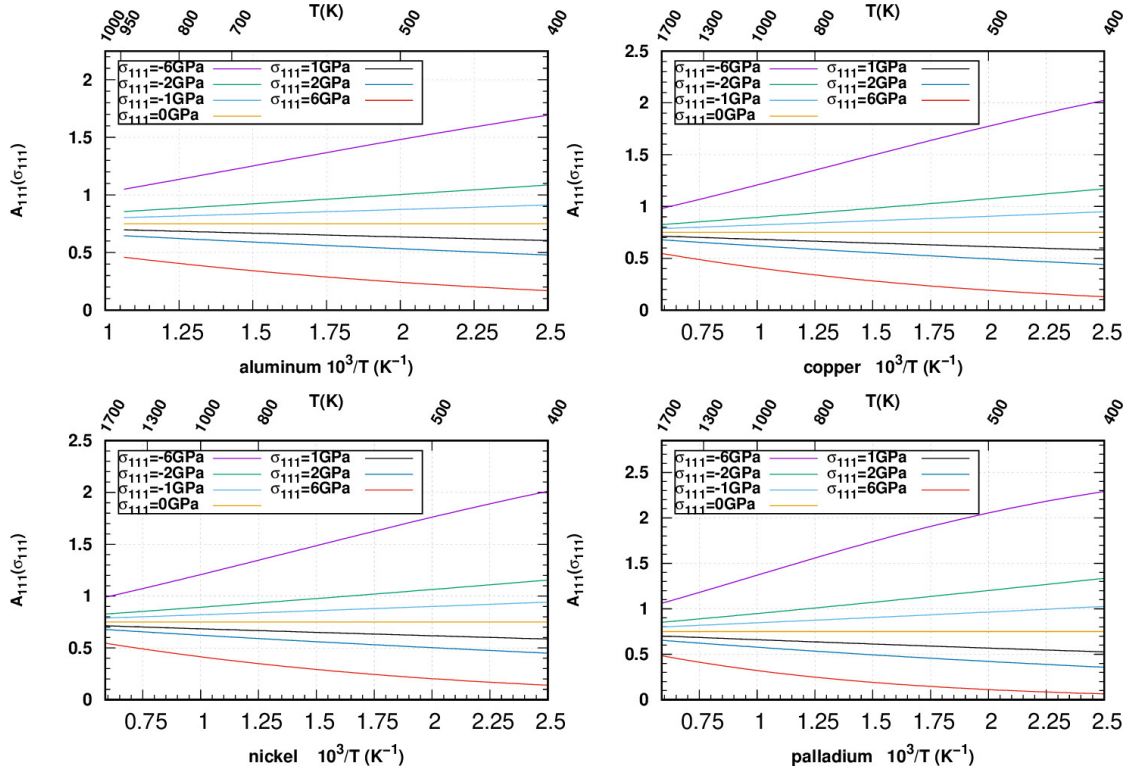 T(K)
1000 950 800 700 500 400
A111(σ111)
2
1.5
1
0.5
0
σ111=-6GPa σ111=1GPa
σ111=-2GPa σ111=2GPa
σ111=-1GPa σ111=6GPa
σ111=0GPa
1 1.25 1.5 1.75 2 2.25 2.5
aluminum 10³/T (K⁻¹)
T(K)
1700 1300 1000 800 500 400
A111(σ111)
2.5
2
1.5
1
0.5
0
σ111=-6GPa σ111=1GPa
σ111=-2GPa σ111=2GPa
σ111=-1GPa σ111=6GPa
σ111=0GPa
0.75 1 1.25 1.5 1.75 2 2.25 2.5
copper 10³/T (K⁻¹)
T(K)
1700 1300 1000 800 500 400
A111(σ111)
2.5
2
1.5
1
0.5
0
σ111=-6GPa σ111=1GPa
σ111=-2GPa σ111=2GPa
σ111=-1GPa σ111=6GPa
σ111=0GPa
0.75 1 1.25 1.5 1.75 2 2.25 2.5
nickel 10³/T (K⁻¹)
T(K)
1700 1300 1000 800 500 400
A111(σ111)
2.5
2
1.5
1
0.5
0
σ111=-6GPa σ111=1GPa
σ111=-2GPa σ111=2GPa
σ111=-1GPa σ111=6GPa
σ111=0GPa
0.75 1 1.25 1.5 1.75 2 2.25 2.5
palladium 10³/T (K⁻¹)